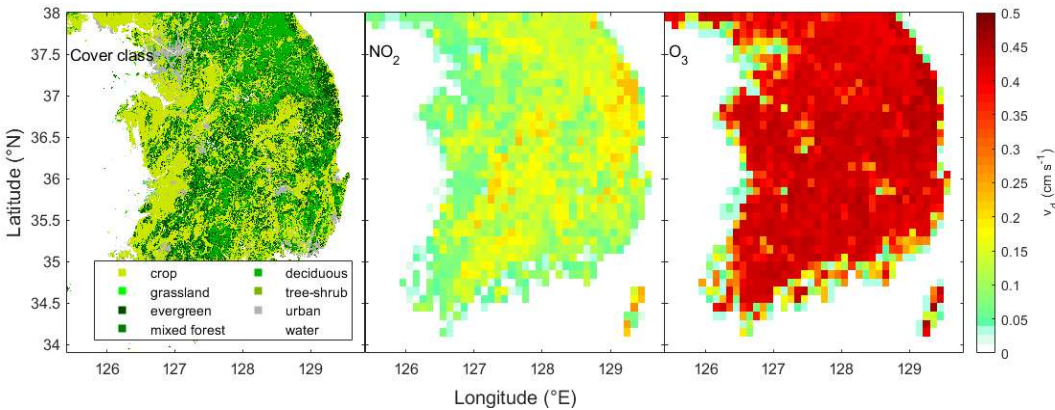 38
37.5
37
36.5
36
35.5
35
34.5
34
Latitude (°N)
Cover class
crop
grassland
evergreen
mixed forest
deciduous
tree-shrub
urban
water
126 127 128 129
NO2
126 127 128 129
O3
126 127 128 129
Longitude (°E)
0.5
0.45
0.4
0.35
0.3
0.25
0.2
0.15
0.1
0.05
0
vd (cm s-1)